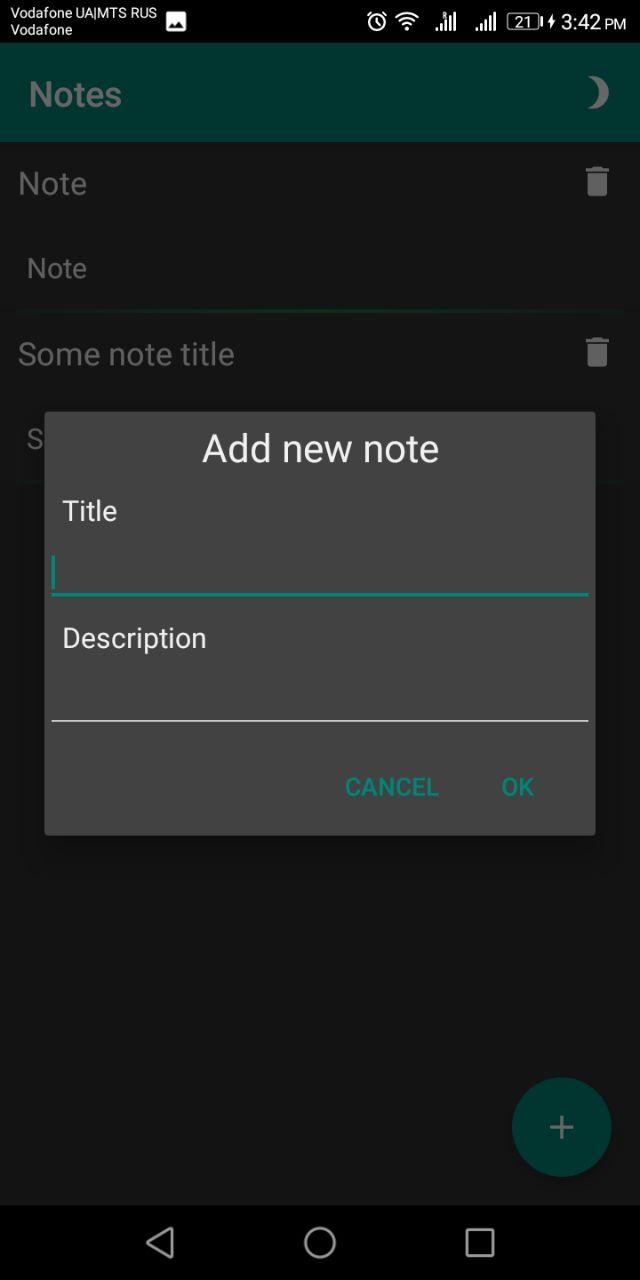 Vodafone UA|MTS RUS
Vodafone
R
21
3:42 PM
Notes
Note
Note
Some note title
S
Add new note
Title
Description
CANCEL OK
+